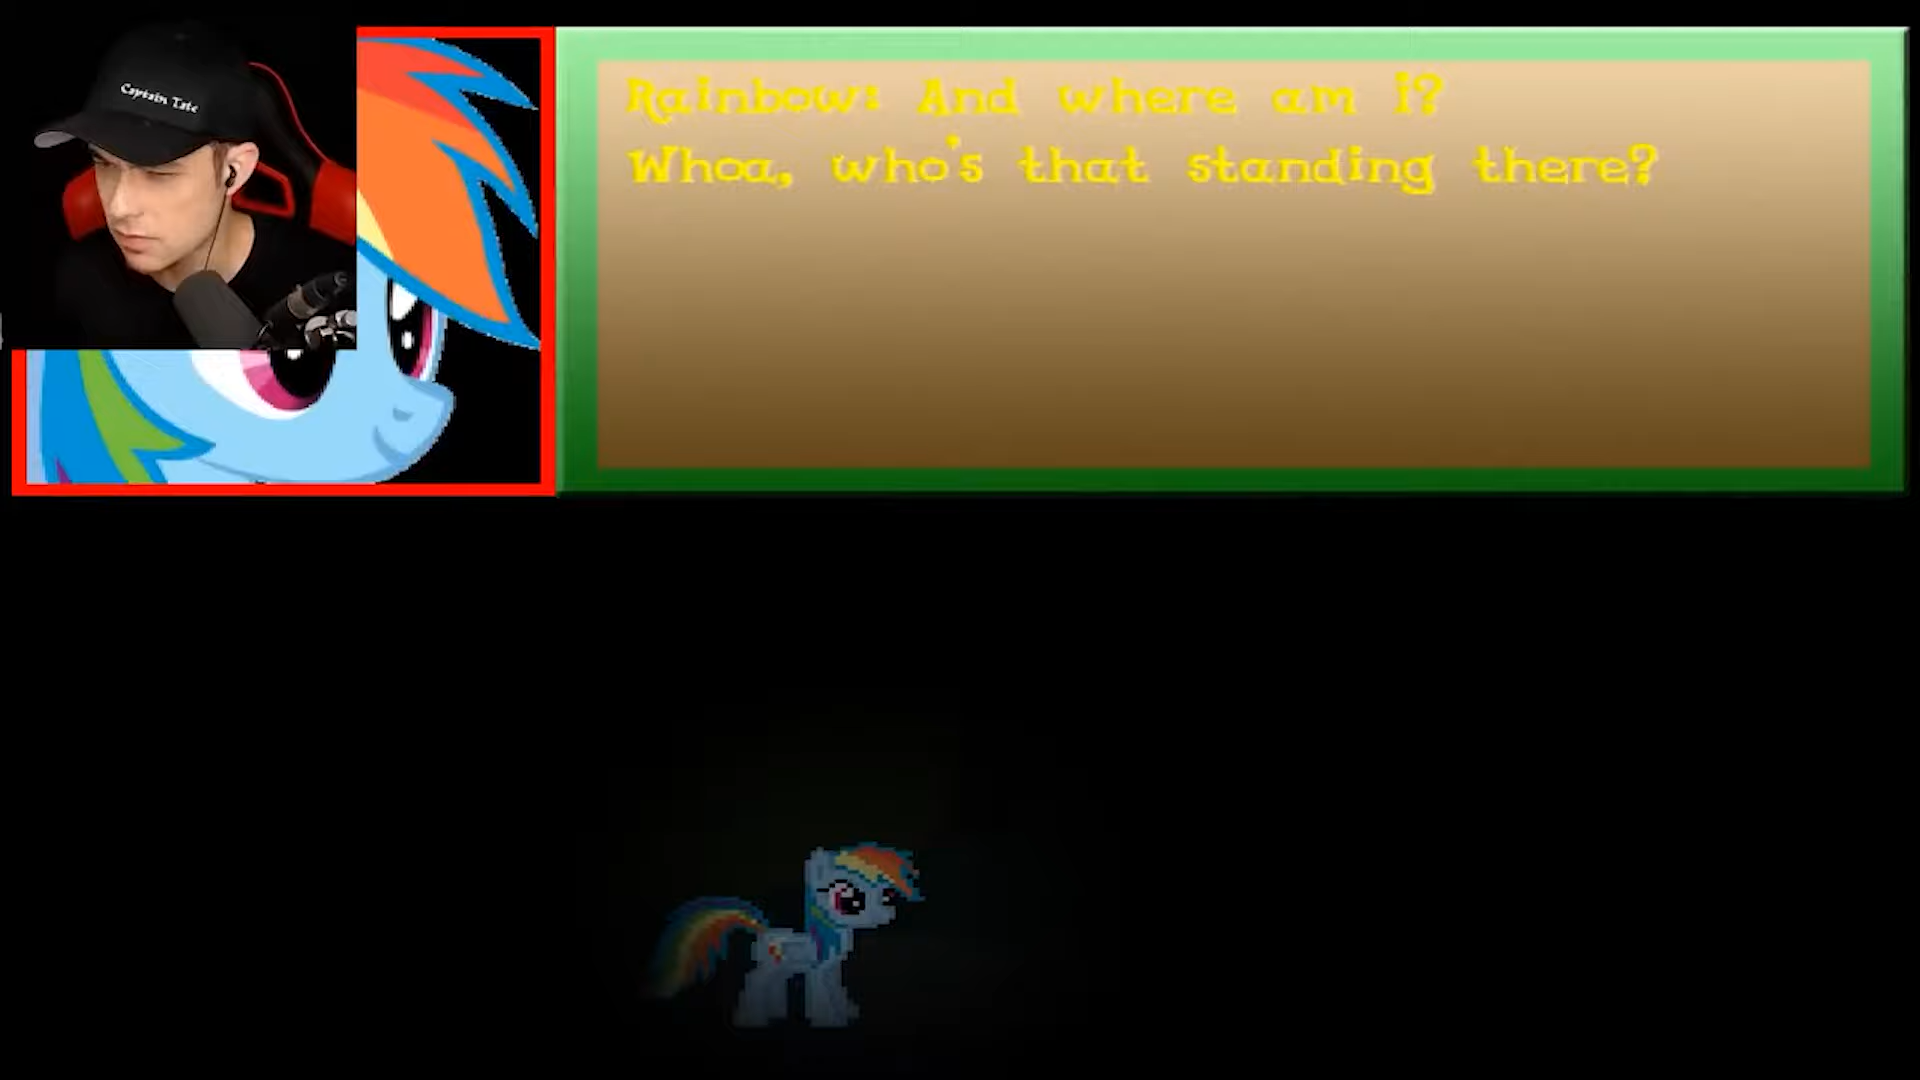 Captain Tate
Rainbow: And where am i?
Whoa, who's that standing there?